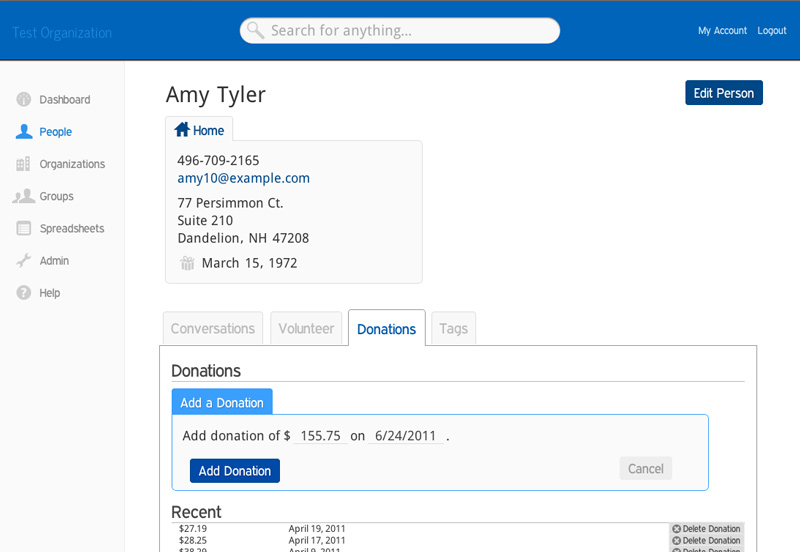 Test Organization
Search for anything...
My Account Logout
Dashboard
People
Organizations
Groups
Spreadsheets
Admin
Help
Amy Tyler
Edit Person
Home
496-709-2165
amy10@example.com
77 Persimmon Ct.
Suite 210
Dandelion, NH 47208
March 15, 1972
Conversations Volunteer Donations Tags
Donations
Add a Donation
Add donation of $ 155.75 on 6/24/2011 .
Add Donation Cancel
Recent
$27.19 April 19, 2011 Delete Donation
$28.25 April 17, 2011 Delete Donation
$38.29 April 9, 2011 Delete Donation